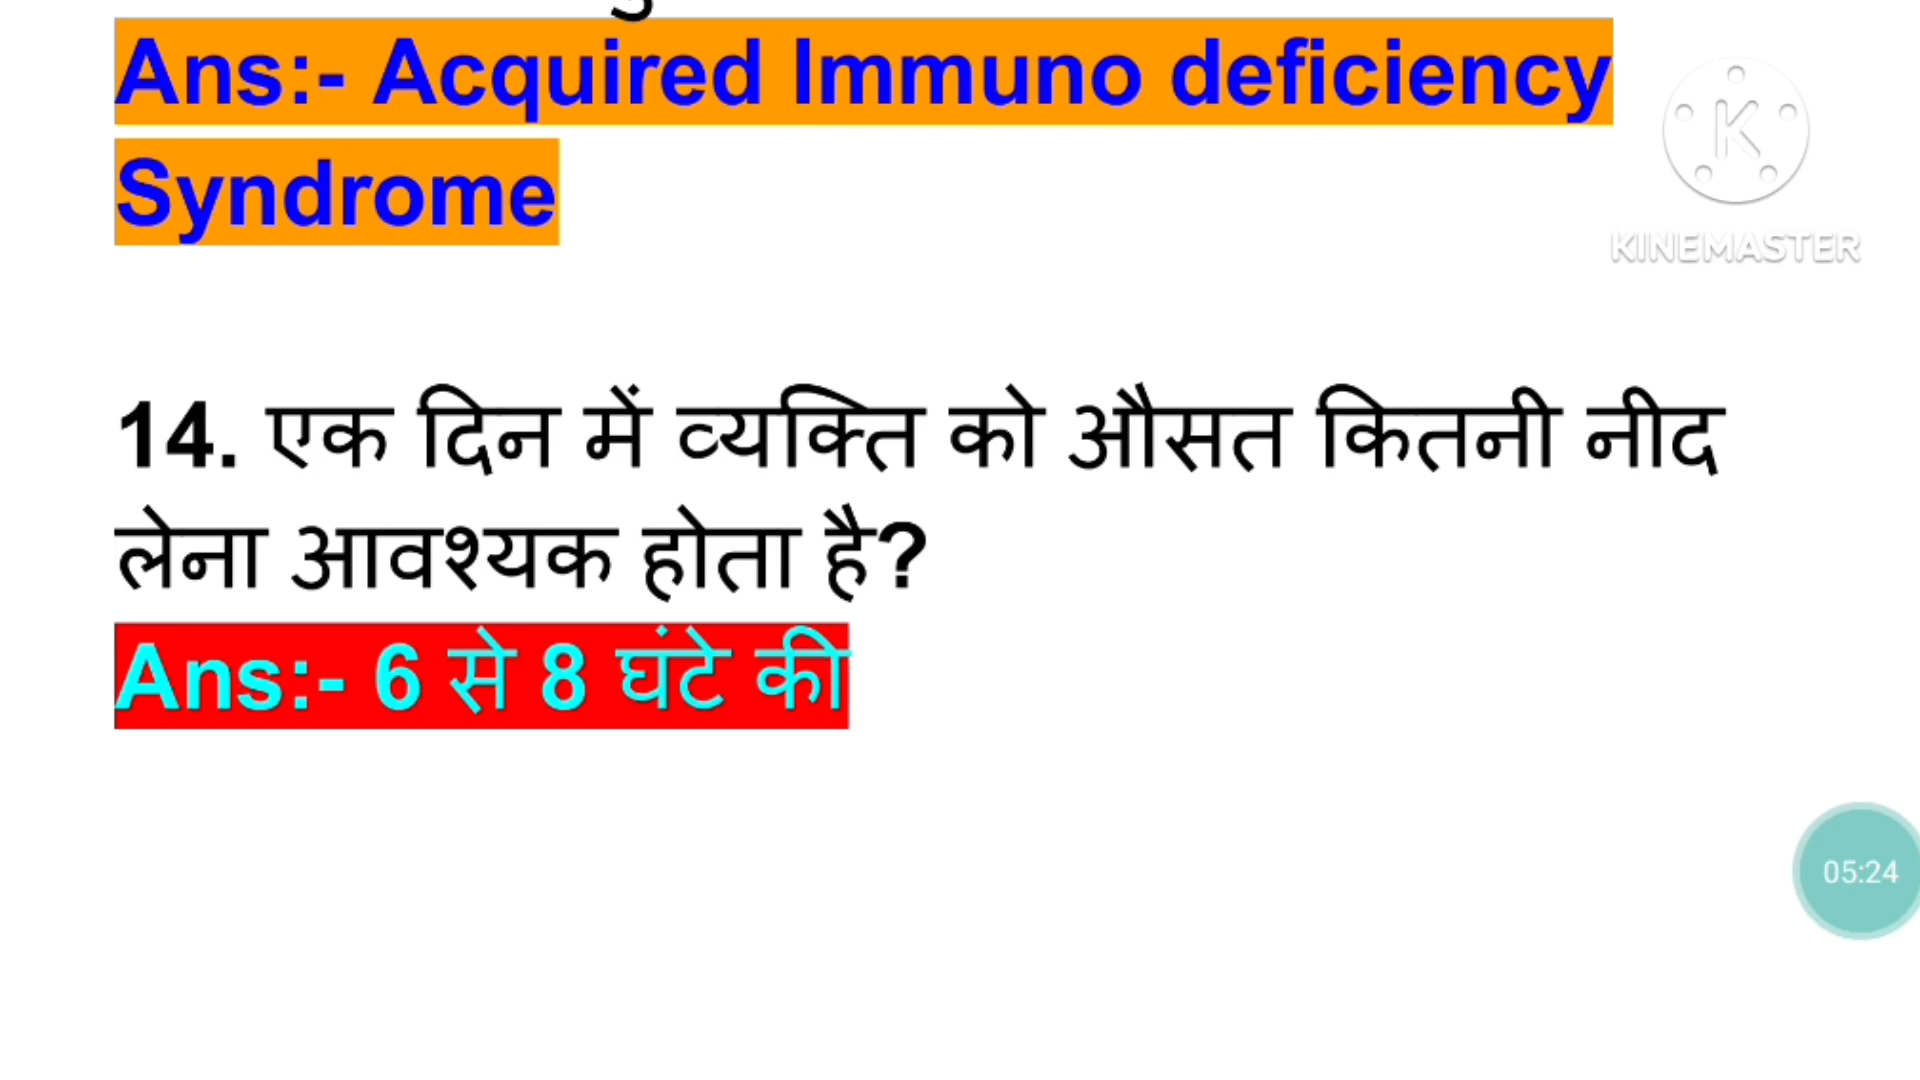 Ans:- Acquired Immuno deficiency
Syndrome
KINEMASTER
14. एक दिन में व्यक्ति को औसत कितनी नीद
लेना आवश्यक होता है?
Ans:- 6 से 8 घंटे की
05:24